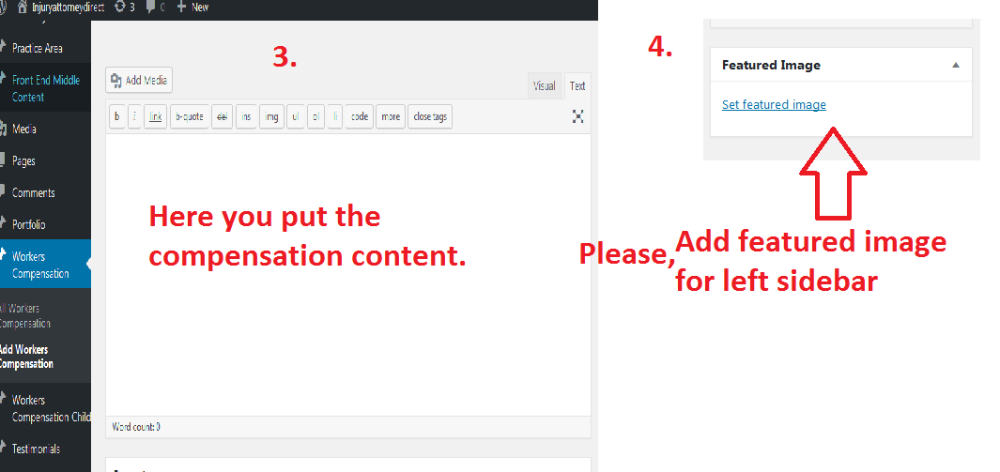 Injuryattorneydirect 3 0 + New
Practice Area
Front End Middle
Content
Media
Pages
Comments
Portfolio
Workers
Compensation
All Workers
Compensation
Add Workers
Compensation
Workers
Compensation Child
Testimonials
3.
Add Media
Visual Text
b i link b-quote del ins img ul ol li code more close tags
Here you put the
compensation content.
Word count: 0
4.
Featured Image
Set featured image
Please, Add featured image
for left sidebar